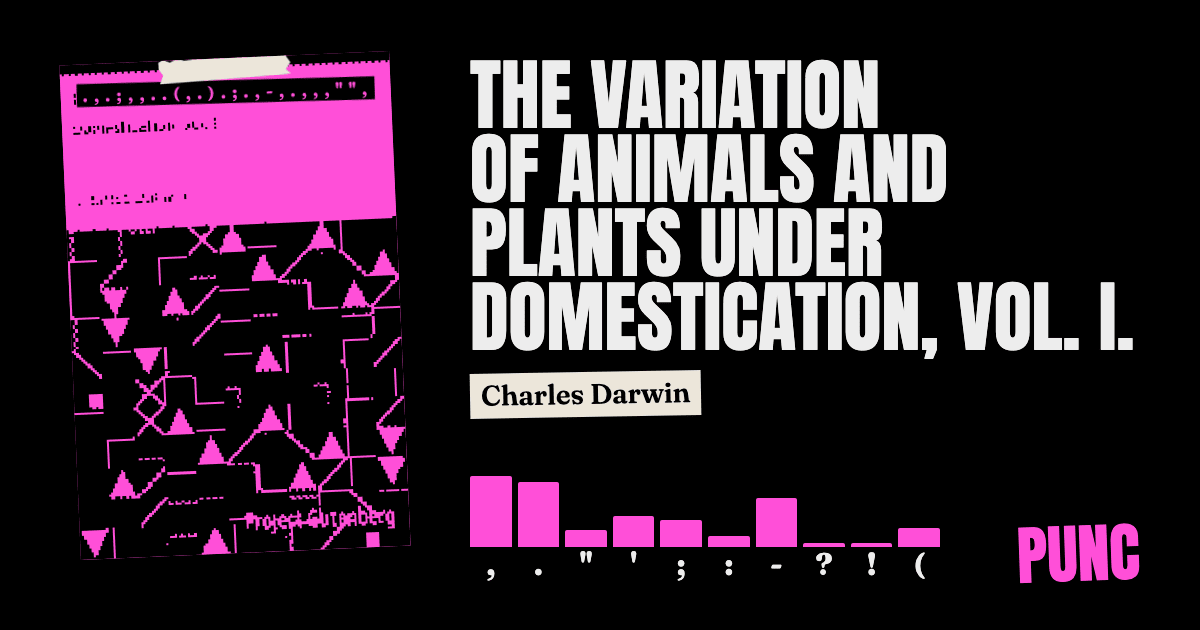 .,.;,,..(,.).;.,-,.,,,"",
Project Gutenberg
THE VARIATION
OF ANIMALS AND
PLANTS UNDER
DOMESTICATION, VOL. I.
Charles Darwin
, . " ' ; : - ? ! (
PUNC